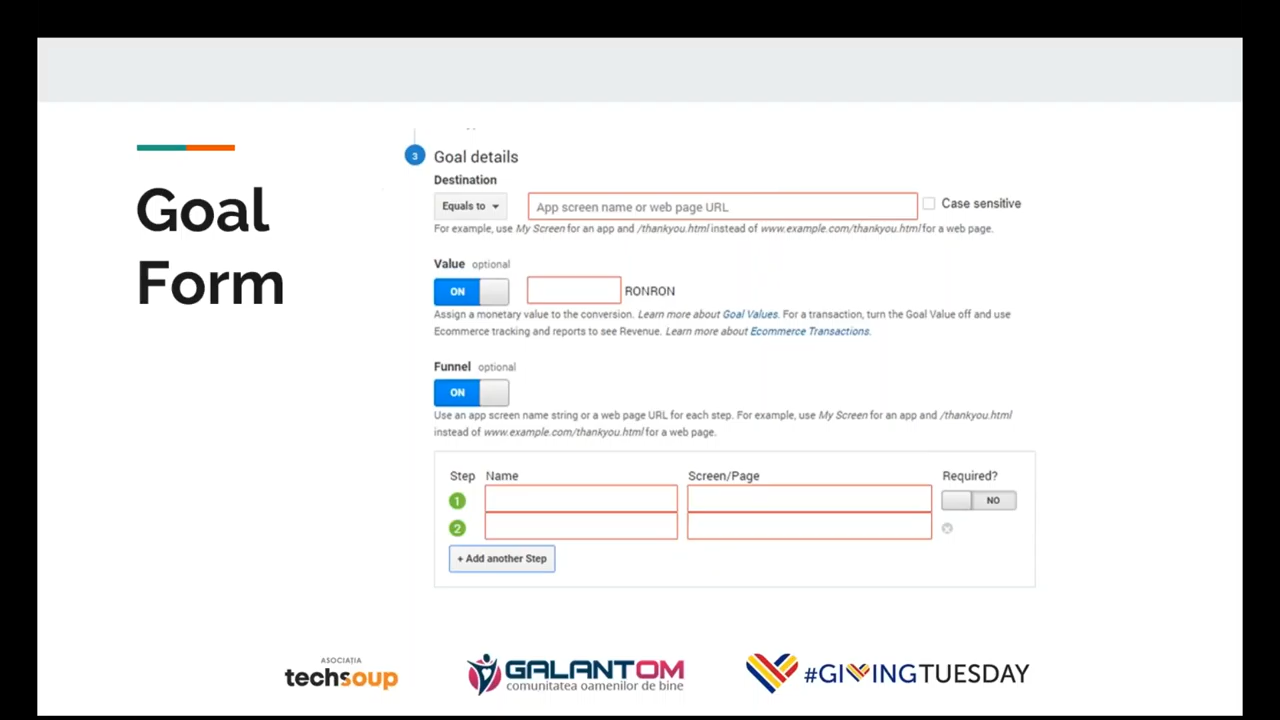 Goal
Form
3 Goal details
Destination
Equals to App screen name or web page URL Case sensitive
For example, use My Screen for an app and /thankyou.html instead of www.example.com/thankyou.html for a web page.
Value optional
ON RONRON
Assign a monetary value to the conversion. Learn more about Goal Values. For a transaction, turn the Goal Value off and use
Ecommerce tracking and reports to see Revenue. Learn more about Ecommerce Transactions.
Funnel optional
ON
Use an app screen name string or a web page URL for each step. For example, use My Screen for an app and /thankyou.html
instead of www.example.com/thankyou.html for a web page.
Step Name Screen/Page Required?
1 NO
2
+ Add another Step
ASOCIAȚIA
techsoup
GALANTOM
comunitatea oamenilor de bine
#GIVINGTUESDAY